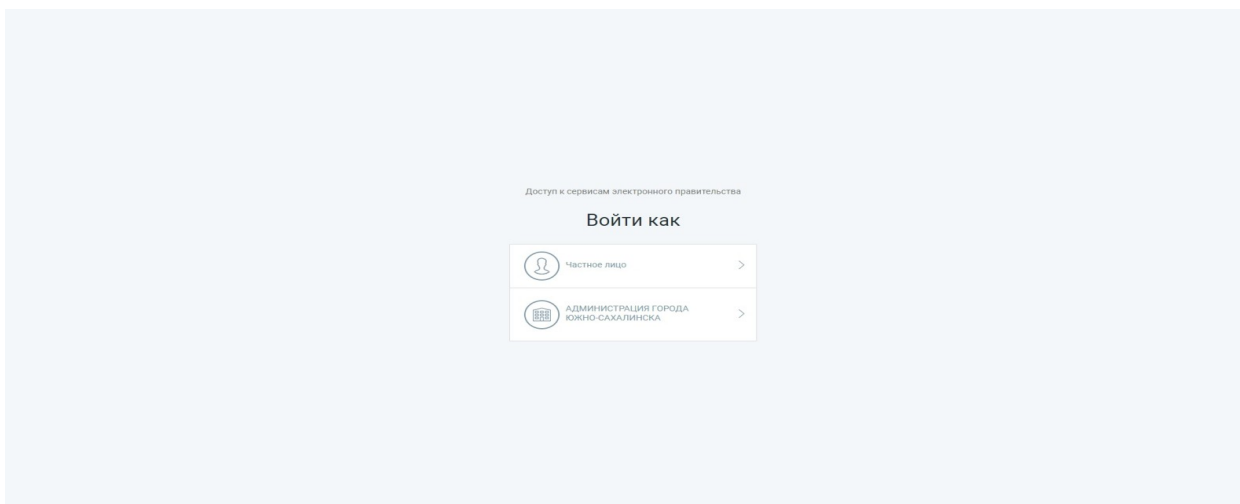 Доступ к сервисам электронного правительства
Войти как
Частное лицо
АДМИНИСТРАЦИЯ ГОРОДА
ЮЖНО-САХАЛИНСКА